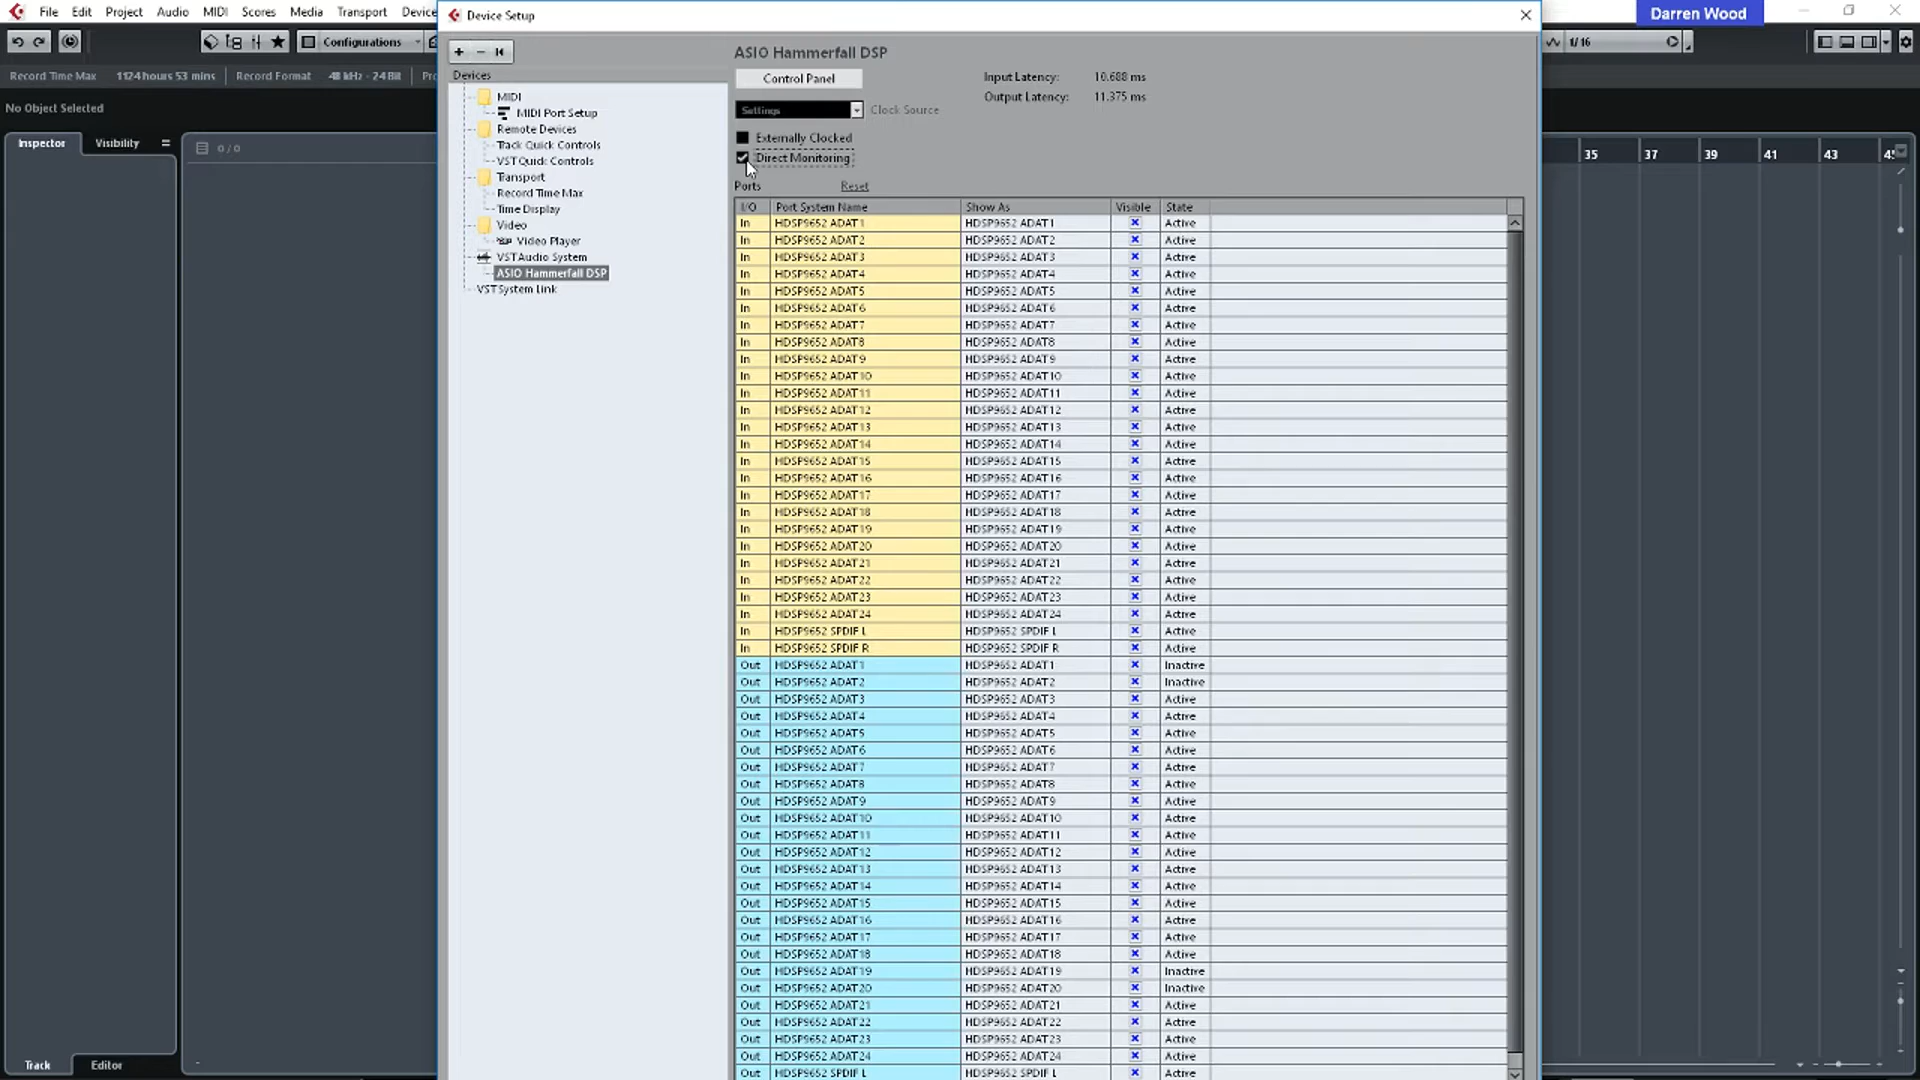 File Edit Project Audio MIDI Scores Media Transport Device
Device Setup
Darren Wood
Configurations
1/16
Record Time Max 1124 hours 53 mins Record Format 48 kHz - 24 Bit Pr
No Object Selected
Inspector Visibility
0 / 0
35 37 39 41 43 4
Devices
MIDI
MIDI Port Setup
Remote Devices
Track Quick Controls
VST Quick Controls
Transport
Record Time Max
Time Display
Video
Video Player
VST Audio System
ASIO Hammerfall DSP
VST System Link
ASIO Hammerfall DSP
Control Panel
Input Latency: 10.688 ms
Output Latency: 11.375 ms
Settings Clock Source
Externally Clocked
Direct Monitoring
Ports Reset
I/O Port System Name Show As Visible State
In HDSP9652 ADAT1 HDSP9652 ADAT1 Active
In HDSP9652 ADAT2 HDSP9652 ADAT2 Active
In HDSP9652 ADAT3 HDSP9652 ADAT3 Active
In HDSP9652 ADAT4 HDSP9652 ADAT4 Active
In HDSP9652 ADAT5 HDSP9652 ADAT5 Active
In HDSP9652 ADAT6 HDSP9652 ADAT6 Active
In HDSP9652 ADAT7 HDSP9652 ADAT7 Active
In HDSP9652 ADAT8 HDSP9652 ADAT8 Active
In HDSP9652 ADAT9 HDSP9652 ADAT9 Active
In HDSP9652 ADAT10 HDSP9652 ADAT10 Active
In HDSP9652 ADAT11 HDSP9652 ADAT11 Active
In HDSP9652 ADAT12 HDSP9652 ADAT12 Active
In HDSP9652 ADAT13 HDSP9652 ADAT13 Active
In HDSP9652 ADAT14 HDSP9652 ADAT14 Active
In HDSP9652 ADAT15 HDSP9652 ADAT15 Active
In HDSP9652 ADAT16 HDSP9652 ADAT16 Active
In HDSP9652 ADAT17 HDSP9652 ADAT17 Active
In HDSP9652 ADAT18 HDSP9652 ADAT18 Active
In HDSP9652 ADAT19 HDSP9652 ADAT19 Active
In HDSP9652 ADAT20 HDSP9652 ADAT20 Active
In HDSP9652 ADAT21 HDSP9652 ADAT21 Active
In HDSP9652 ADAT22 HDSP9652 ADAT22 Active
In HDSP9652 ADAT23 HDSP9652 ADAT23 Active
In HDSP9652 ADAT24 HDSP9652 ADAT24 Active
In HDSP9652 SPDIF L HDSP9652 SPDIF L Active
In HDSP9652 SPDIF R HDSP9652 SPDIF R Active
Out HDSP9652 ADAT1 HDSP9652 ADAT1 Inactive
Out HDSP9652 ADAT2 HDSP9652 ADAT2 Inactive
Out HDSP9652 ADAT3 HDSP9652 ADAT3 Active
Out HDSP9652 ADAT4 HDSP9652 ADAT4 Active
Out HDSP9652 ADAT5 HDSP9652 ADAT5 Active
Out HDSP9652 ADAT6 HDSP9652 ADAT6 Active
Out HDSP9652 ADAT7 HDSP9652 ADAT7 Active
Out HDSP9652 ADAT8 HDSP9652 ADAT8 Active
Out HDSP9652 ADAT9 HDSP9652 ADAT9 Active
Out HDSP9652 ADAT10 HDSP9652 ADAT10 Active
Out HDSP9652 ADAT11 HDSP9652 ADAT11 Active
Out HDSP9652 ADAT12 HDSP9652 ADAT12 Active
Out HDSP9652 ADAT13 HDSP9652 ADAT13 Active
Out HDSP9652 ADAT14 HDSP9652 ADAT14 Active
Out HDSP9652 ADAT15 HDSP9652 ADAT15 Active
Out HDSP9652 ADAT16 HDSP9652 ADAT16 Active
Out HDSP9652 ADAT17 HDSP9652 ADAT17 Active
Out HDSP9652 ADAT18 HDSP9652 ADAT18 Active
Out HDSP9652 ADAT19 HDSP9652 ADAT19 Inactive
Out HDSP9652 ADAT20 HDSP9652 ADAT20 Inactive
Out HDSP9652 ADAT21 HDSP9652 ADAT21 Active
Out HDSP9652 ADAT22 HDSP9652 ADAT22 Active
Out HDSP9652 ADAT23 HDSP9652 ADAT23 Active
Out HDSP9652 ADAT24 HDSP9652 ADAT24 Active
Out HDSP9652 SPDIF L HDSP9652 SPDIF L Active
Track Editor